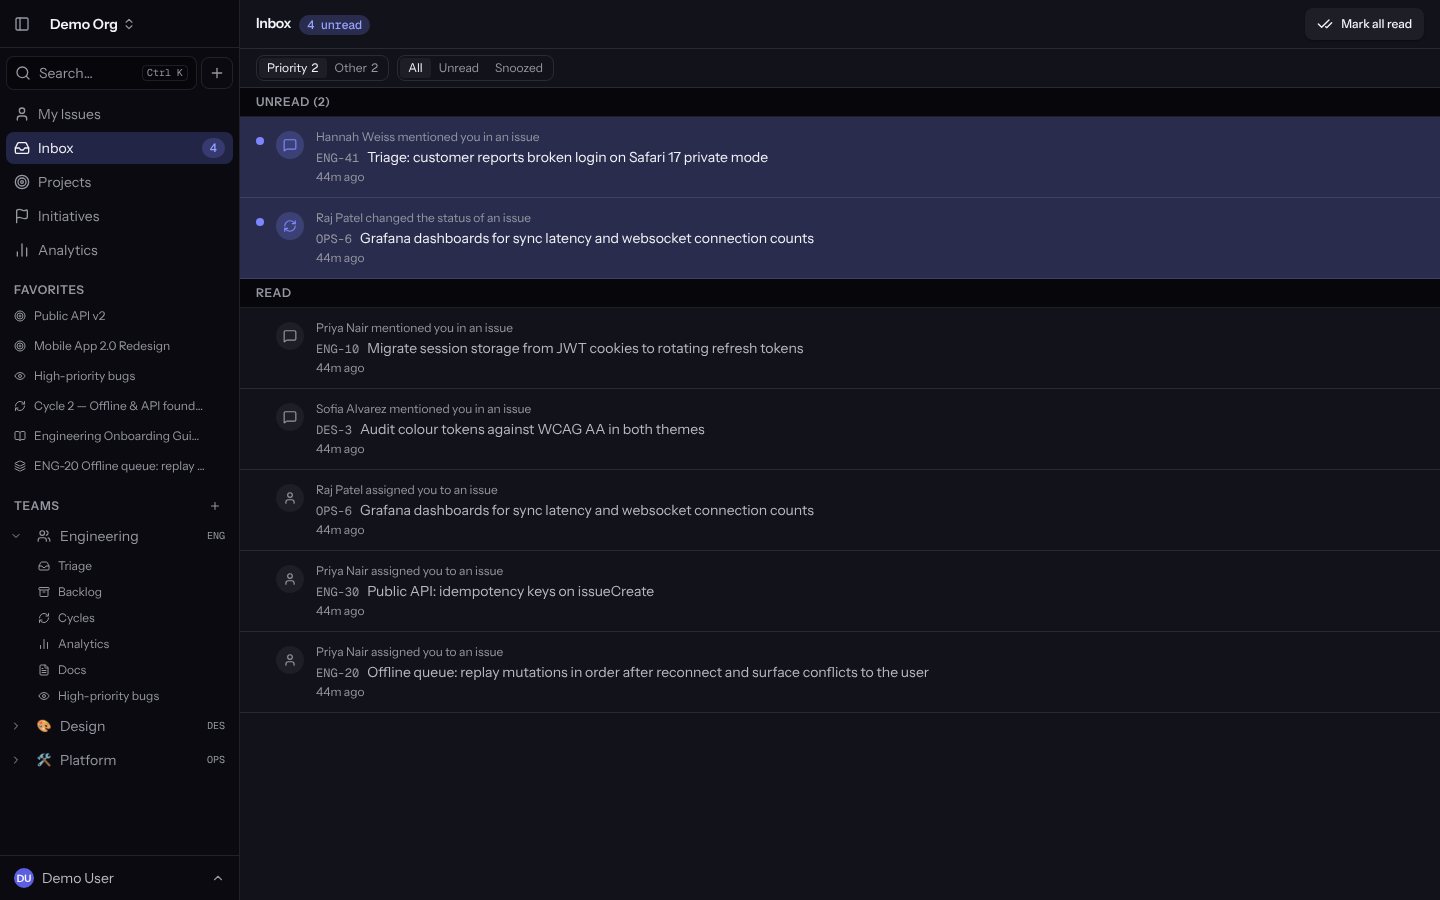 Demo Org
Search...
Ctrl K
My Issues
Inbox
4
Projects
Initiatives
Analytics
FAVORITES
Public API v2
Mobile App 2.0 Redesign
High-priority bugs
Cycle 2 — Offline & API found...
Engineering Onboarding Gui...
ENG-20 Offline queue: replay ...
TEAMS
Engineering ENG
Triage
Backlog
Cycles
Analytics
Docs
High-priority bugs
Design DES
Platform OPS
DU Demo User
Inbox 4 unread
Mark all read
Priority 2 Other 2 All Unread Snoozed
UNREAD (2)
Hannah Weiss mentioned you in an issue
ENG-41 Triage: customer reports broken login on Safari 17 private mode
44m ago
Raj Patel changed the status of an issue
OPS-6 Grafana dashboards for sync latency and websocket connection counts
44m ago
READ
Priya Nair mentioned you in an issue
ENG-10 Migrate session storage from JWT cookies to rotating refresh tokens
44m ago
Sofia Alvarez mentioned you in an issue
DES-3 Audit colour tokens against WCAG AA in both themes
44m ago
Raj Patel assigned you to an issue
OPS-6 Grafana dashboards for sync latency and websocket connection counts
44m ago
Priya Nair assigned you to an issue
ENG-30 Public API: idempotency keys on issueCreate
44m ago
Priya Nair assigned you to an issue
ENG-20 Offline queue: replay mutations in order after reconnect and surface conflicts to the user
44m ago